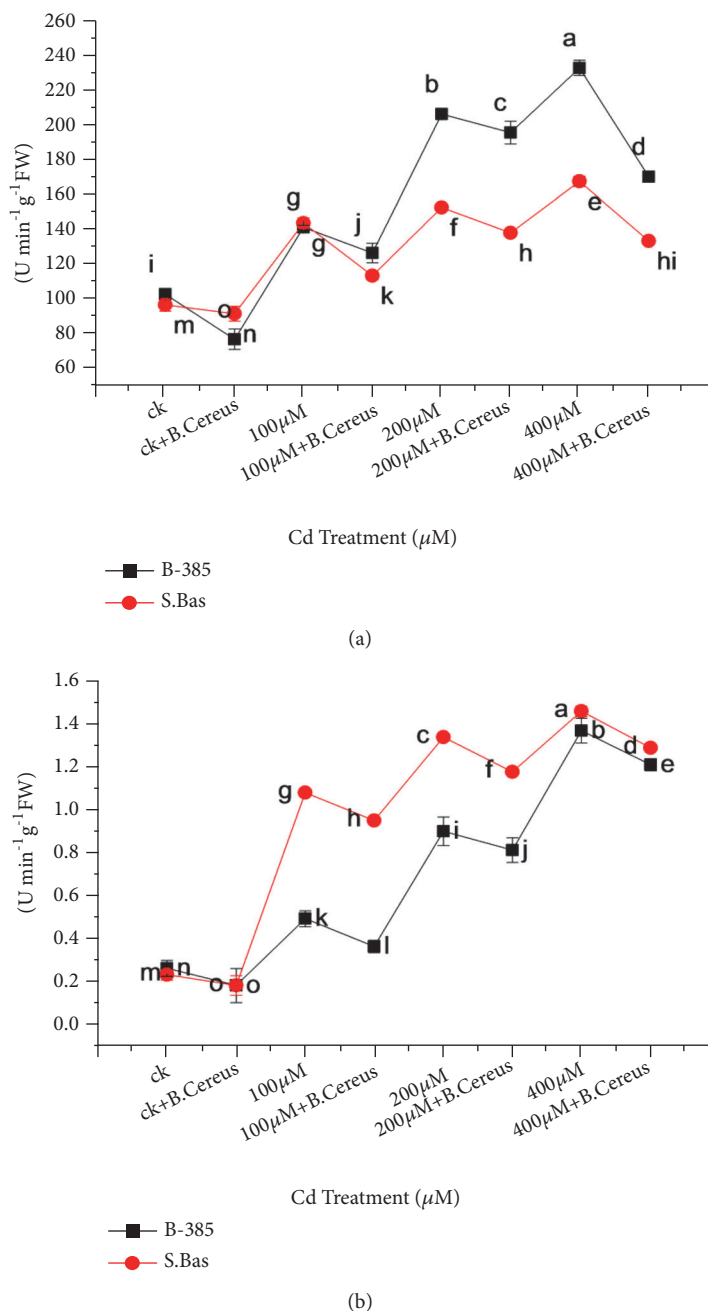 260
240
220
200
180
160
140
120
100
80
60
(U min⁻¹g⁻¹FW)
a
b
c
d
g
j
i
g
e
f
h
hi
k
o
m
n
ck
ck+B.Cereus
100μM
100μM+B.Cereus
200μM
200μM+B.Cereus
400μM
400μM+B.Cereus
Cd Treatment (μM)
B-385
S.Bas
(a)
1.6
1.4
1.2
1.0
0.8
0.6
0.4
0.2
0.0
(U min⁻¹g⁻¹FW)
a
b
c
d
e
f
g
h
i
j
k
l
m
n
o
o
ck
ck+B.Cereus
100μM
100μM+B.Cereus
200μM
200μM+B.Cereus
400μM
400μM+B.Cereus
Cd Treatment (μM)
B-385
S.Bas
(b)